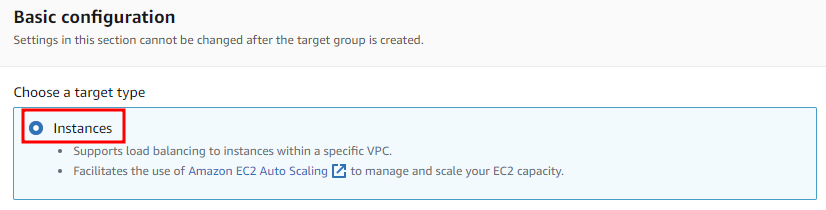 Basic configuration
Settings in this section cannot be changed after the target group is created.
Choose a target type
Instances
• Supports load balancing to instances within a specific VPC.
• Facilitates the use of Amazon EC2 Auto Scaling to manage and scale your EC2 capacity.